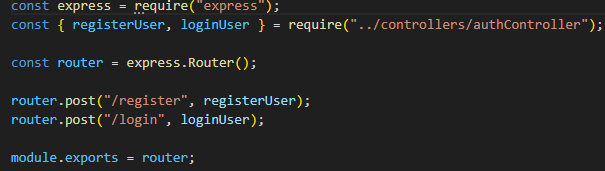 const express = require("express");
const { registerUser, loginUser } = require("../controllers/authController");
const router = express.Router();
router.post("/register", registerUser);
router.post("/login", loginUser);
module.exports = router;